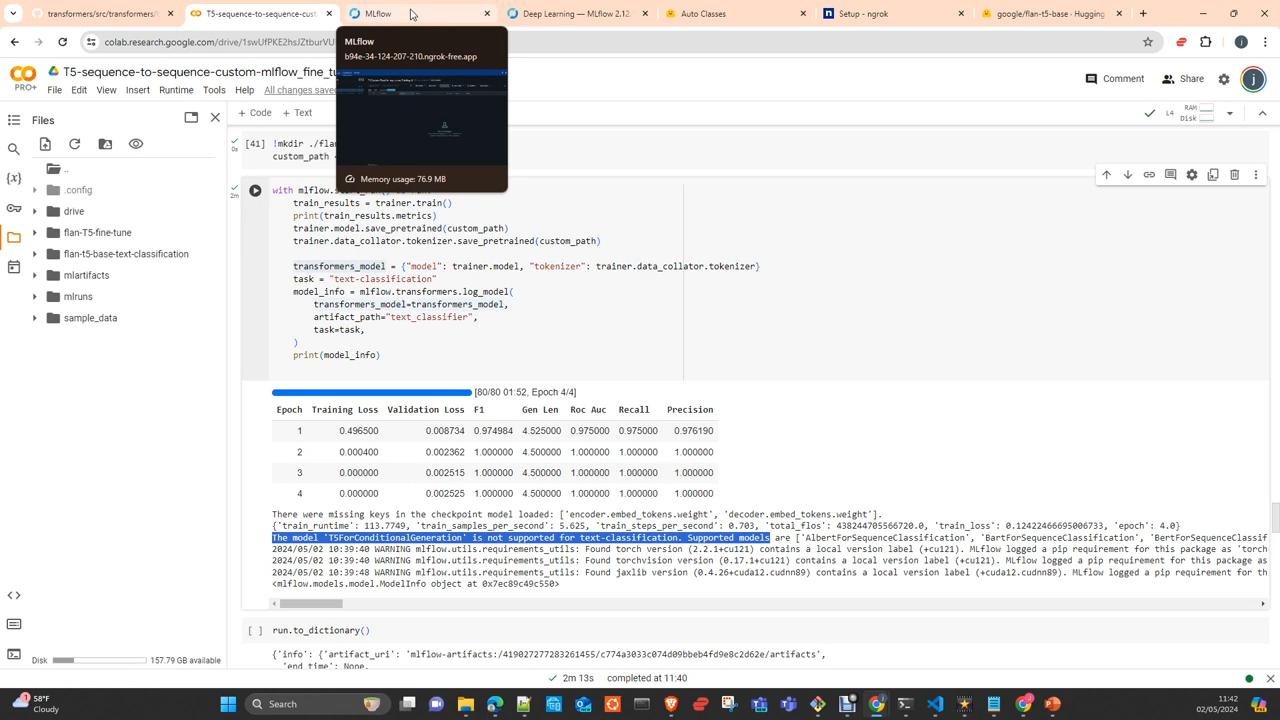 transformers/src/transformers/
T5-sequence-to-sequence-cust
MLflow
Deep Learning — MLflow 2.12.
Auto Classes
Setup - ngrok
google/flan-t5-base · Hugging
colab.research.google.com/drive/1swUfPKE2hsJZtburVU
MLflow
b94e-34-124-207-210.ngrok-free.app
Memory usage: 76.9 MB
PRO+
T5-sequence-to-sequence-custom-mlflow_fine_tu
File Edit View Insert Runtime Tools Help All changes saved
Comment
Share
J
Files
+ Code + Text
RAM
Disk
L4
..
.config
drive
flan-T5-fine-tune
flan-t5-base-text-classification
mlartifacts
mlruns
sample_data
Disk 157.79 GB available
[41] !mkdir ./flan
0s
custom_path =
2m
with mlflow.start_run() as run:
train_results = trainer.train()
print(train_results.metrics)
trainer.model.save_pretrained(custom_path)
trainer.data_collator.tokenizer.save_pretrained(custom_path)
transformers_model = {"model": trainer.model, "tokenizer": trainer.data_collator.tokenizer}
task = "text-classification"
model_info = mlflow.transformers.log_model(
transformers_model=transformers_model,
artifact_path="text_classifier",
task=task,
)
print(model_info)
[80/80 01:52, Epoch 4/4]
Epoch Training Loss Validation Loss F1 Gen Len Roc Auc Recall Precision
1 0.496500 0.008734 0.974984 4.525000 0.975000 0.975000 0.976190
2 0.000400 0.002362 1.000000 4.500000 1.000000 1.000000 1.000000
3 0.000000 0.002515 1.000000 4.500000 1.000000 1.000000 1.000000
4 0.000000 0.002525 1.000000 4.500000 1.000000 1.000000 1.000000
There were missing keys in the checkpoint model loaded: ['encoder.embed_tokens.weight', 'decoder.embed_tokens.weight'].
{'train_runtime': 113.7749, 'train_samples_per_second': 5.625, 'train_steps_per_second': 0.703, 'total_flos': 438244705566720.0, 'train_loss': 0.12422466695006733, 'epoch': 4.0}
The model 'T5ForConditionalGeneration' is not supported for text-classification. Supported models are ['AlbertForSequenceClassification', 'BartForSequenceClassification', 'BertForSequenceClassif
2024/05/02 10:39:40 WARNING mlflow.utils.requirements_utils: Found torch version (2.2.1+cu121) contains a local version label (+cu121). MLflow logged a pip requirement for this package as 'torch
2024/05/02 10:39:40 WARNING mlflow.utils.requirements_utils: Found torchvision version (0.17.1+cu121) contains a local version label (+cu121). MLflow logged a pip requirement for this package as
2024/05/02 10:39:48 WARNING mlflow.utils.requirements_utils: Found jaxlib version (0.4.26+cuda12.cudnn89) contains a local version label (+cuda12.cudnn89). MLflow logged a pip requirement for th
<mlflow.models.model.ModelInfo object at 0x7ec89c49c550>
[ ] run.to_dictionary()
{'info': {'artifact_uri': 'mlflow-artifacts:/419027277283261455/c774a3033c074d09bbeb4fd9e8c2d62e/artifacts',
'end_time': None,
2m 13s completed at 11:40
58°F
Cloudy
Search
11:42
02/05/2024